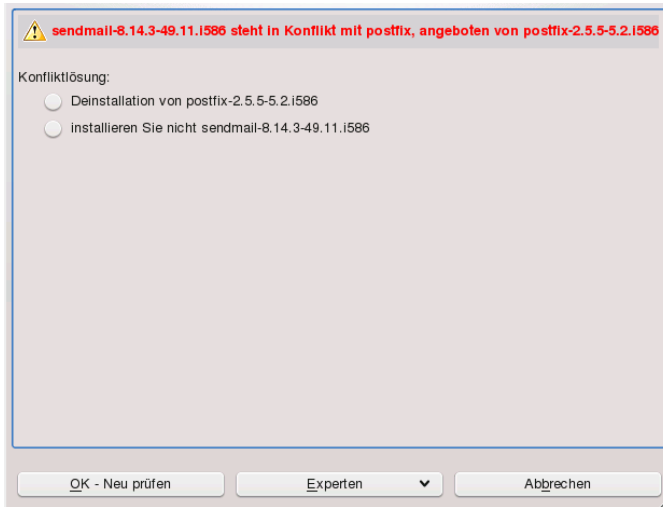 sendmail-8.14.3-49.11.i586 steht in Konflikt mit postfix, angeboten von postfix-2.5.5-5.2.i586
Konfliktlösung:
Deinstallation von postfix-2.5.5-5.2.i586
installieren Sie nicht sendmail-8.14.3-49.11.i586
OK - Neu prüfen
Experten
Abbrechen